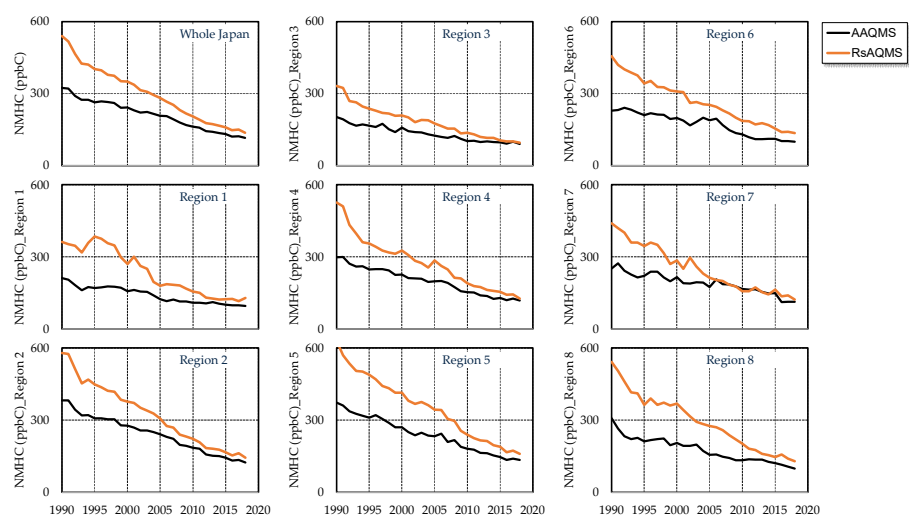 600
300
0
NMHC (ppbC)
Whole Japan
600
300
0
NMHC (ppbC)_Region 3
Region 3
600
300
0
NMHC (ppbC)_Region6
Region 6
AAQMS
RsAQMS
600
300
0
NMHC (ppbC)_Region 1
Region 1
600
300
0
NMHC (ppbC)_Region 4
Region 4
600
300
0
NMHC (ppbC)_Region 7
Region 7
600
300
0
NMHC (ppbC)_Region 2
Region 2
1990 1995 2000 2005 2010 2015 2020
600
300
0
NMHC (ppbC)_Region 5
Region 5
1990 1995 2000 2005 2010 2015 2020
600
300
0
NMHC (ppbC)_Region 8
Region 8
1990 1995 2000 2005 2010 2015 2020